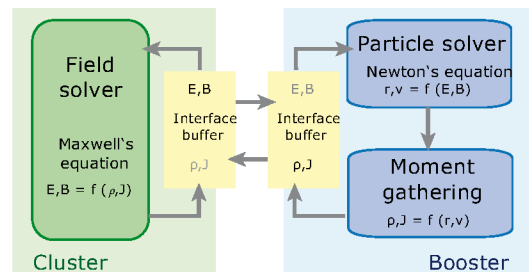 Field
solver
Maxwell's
equation
E,B = f (ρ,J)
E,B
Interface
buffer
ρ,J
E,B
Interface
buffer
ρ,J
Particle solver
Newton's equation
r,v = f (E,B)
Moment
gathering
ρ,J = f (r,v)
Cluster
Booster